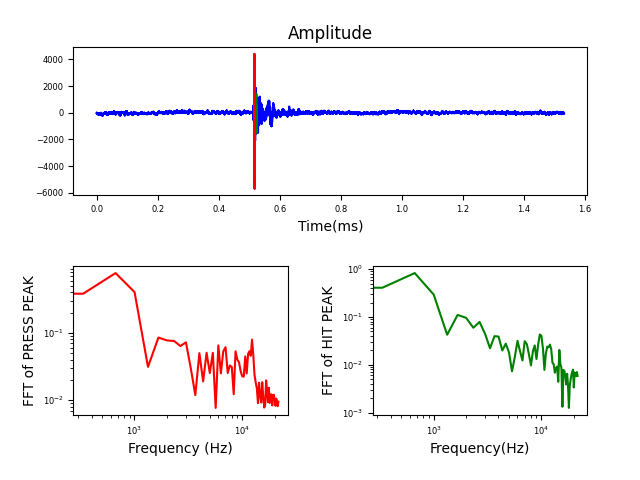 Amplitude
4000
2000
0
−2000
−4000
−6000
0.0 0.2 0.4 0.6 0.8 1.0 1.2 1.4 1.6
Time(ms)
FFT of PRESS PEAK
10⁻¹
10⁻²
10³ 10⁴
Frequency (Hz)
FFT of HIT PEAK
10⁰
10⁻¹
10⁻²
10⁻³
10³ 10⁴
Frequency(Hz)